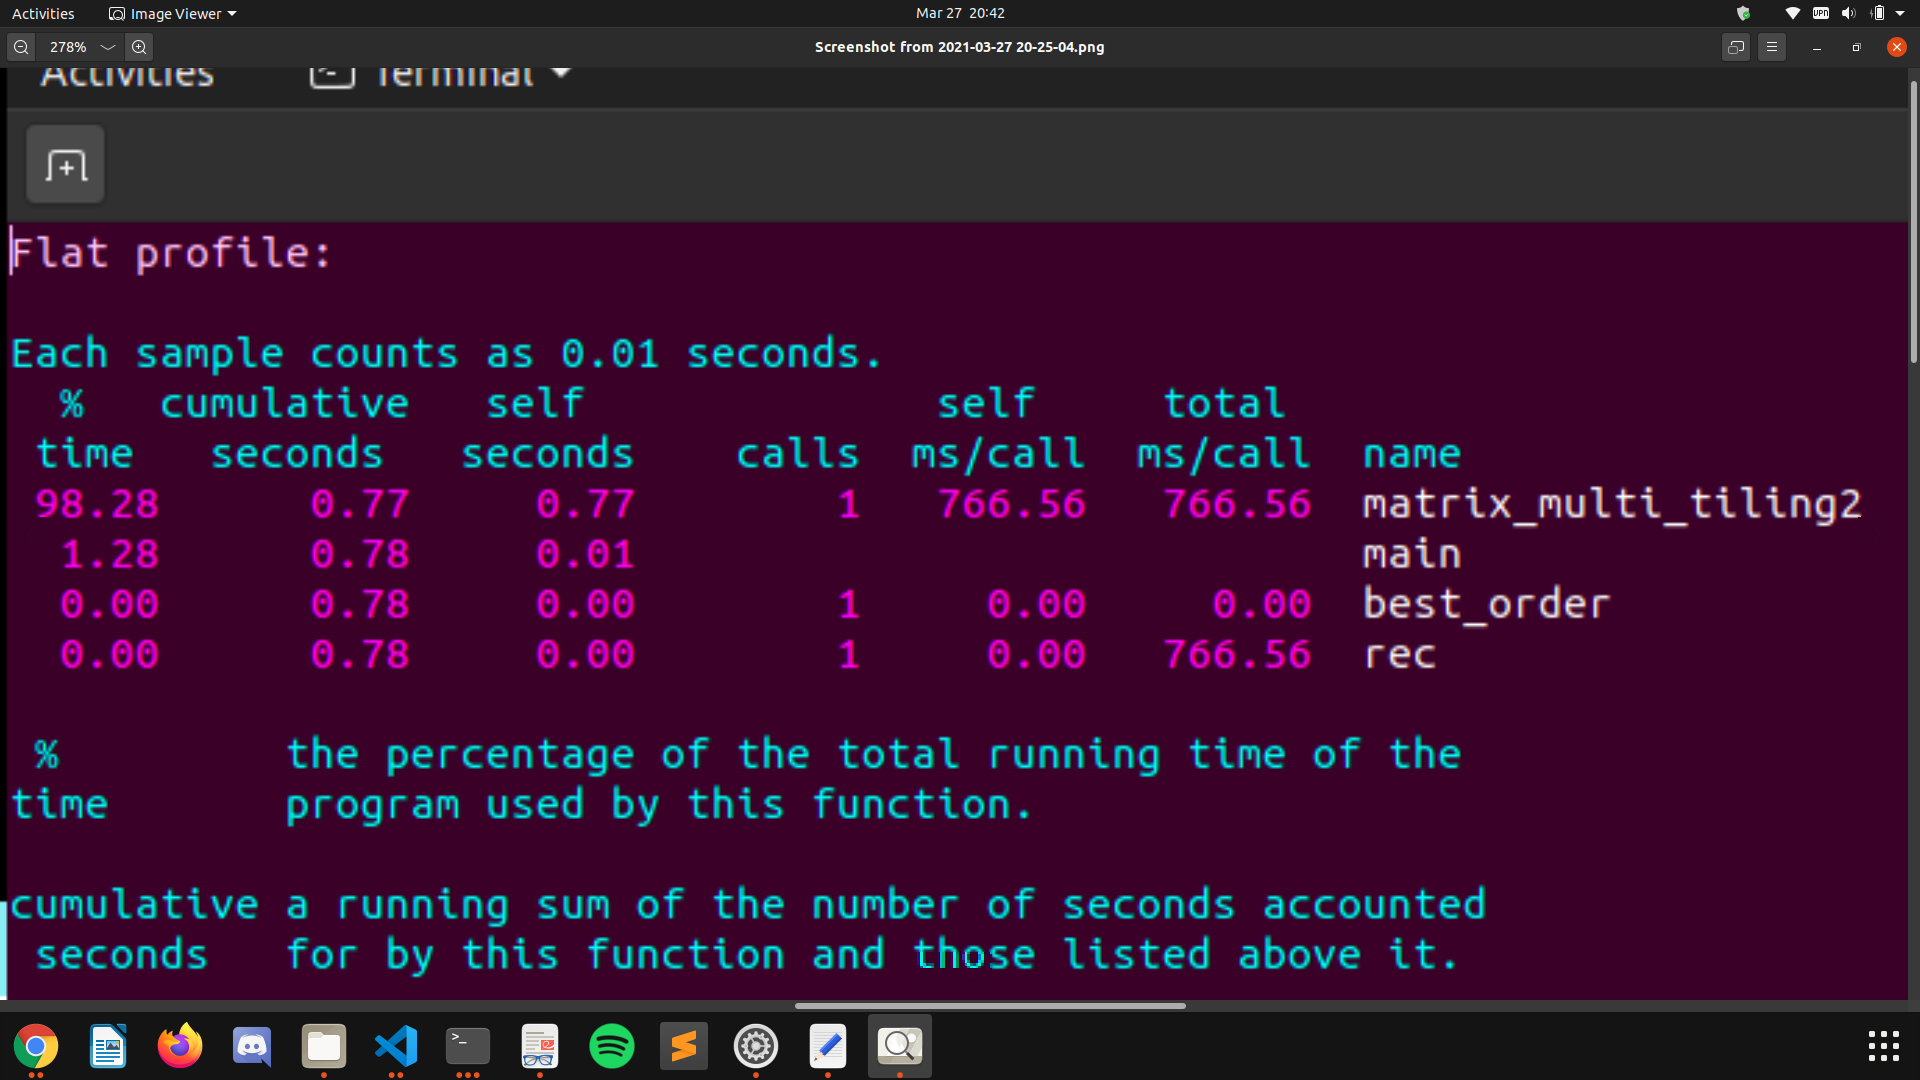 Activities Image Viewer Mar 27 20:42 VPN
278% Screenshot from 2021-03-27 20-25-04.png
Activities Terminal
Flat profile:
Each sample counts as 0.01 seconds.
% cumulative self self total
time seconds seconds calls ms/call ms/call name
98.28 0.77 0.77 1 766.56 766.56 matrix_multi_tiling2
1.28 0.78 0.01 main
0.00 0.78 0.00 1 0.00 0.00 best_order
0.00 0.78 0.00 1 0.00 766.56 rec
% the percentage of the total running time of the
time program used by this function.
cumulative a running sum of the number of seconds accounted
seconds for by this function and those listed above it.